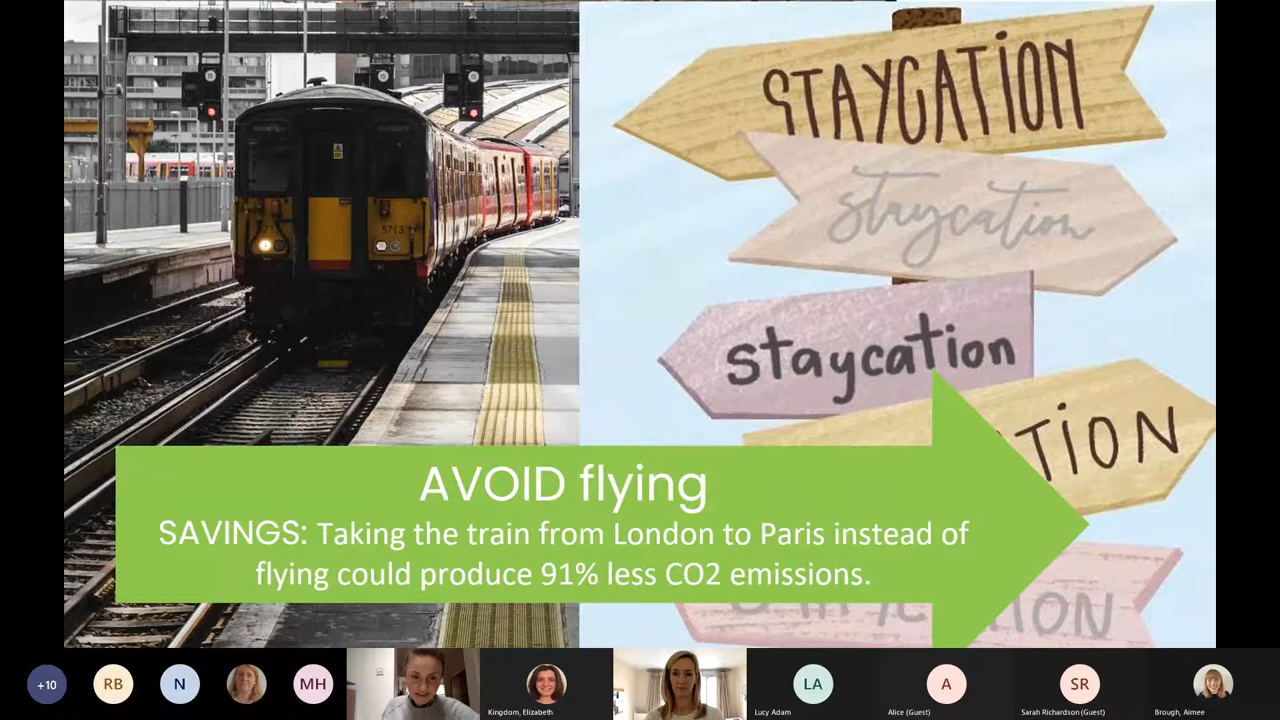 STAYCATION
staycation
staycation
TION
AVOID flying
SAVINGS: Taking the train from London to Paris instead of
flying could produce 91% less CO2 emissions.
5713
+10
RB
N
MH
Kingdom, Elizabeth
LA
Lucy Adam
A
Alice (Guest)
SR
Sarah Richardson (Guest)
Brough, Aimee